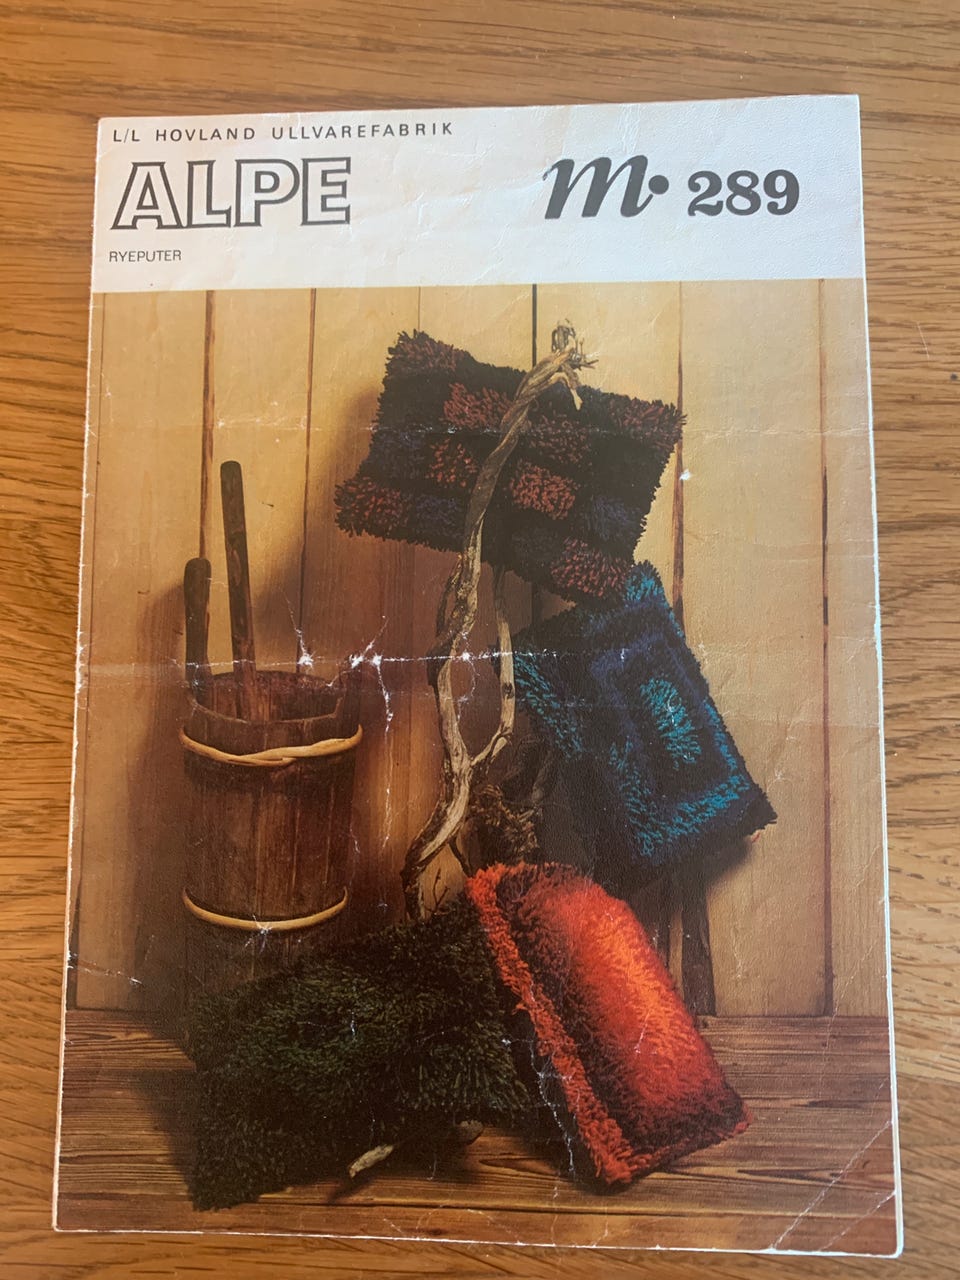 L/L HOVLAND ULLVAREFABRIK
ALPE
m. 289
RYEPUTER